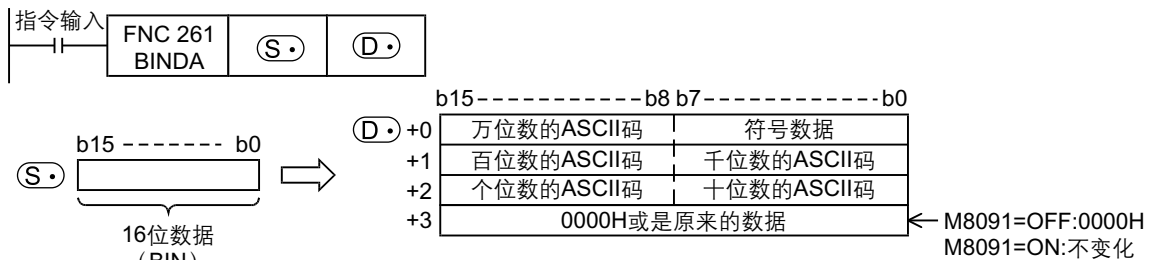 指令输入
FNC 261
BINDA
S・
D・
b15 b8 b7 b0
D・ +0 万位数的ASCII码 符号数据
+1 百位数的ASCII码 千位数的ASCII码
+2 个位数的ASCII码 十位数的ASCII码
+3 0000H或是原来的数据
M8091=OFF:0000H
M8091=ON:不变化
b15 b0
S・
16位数据
(BIN)